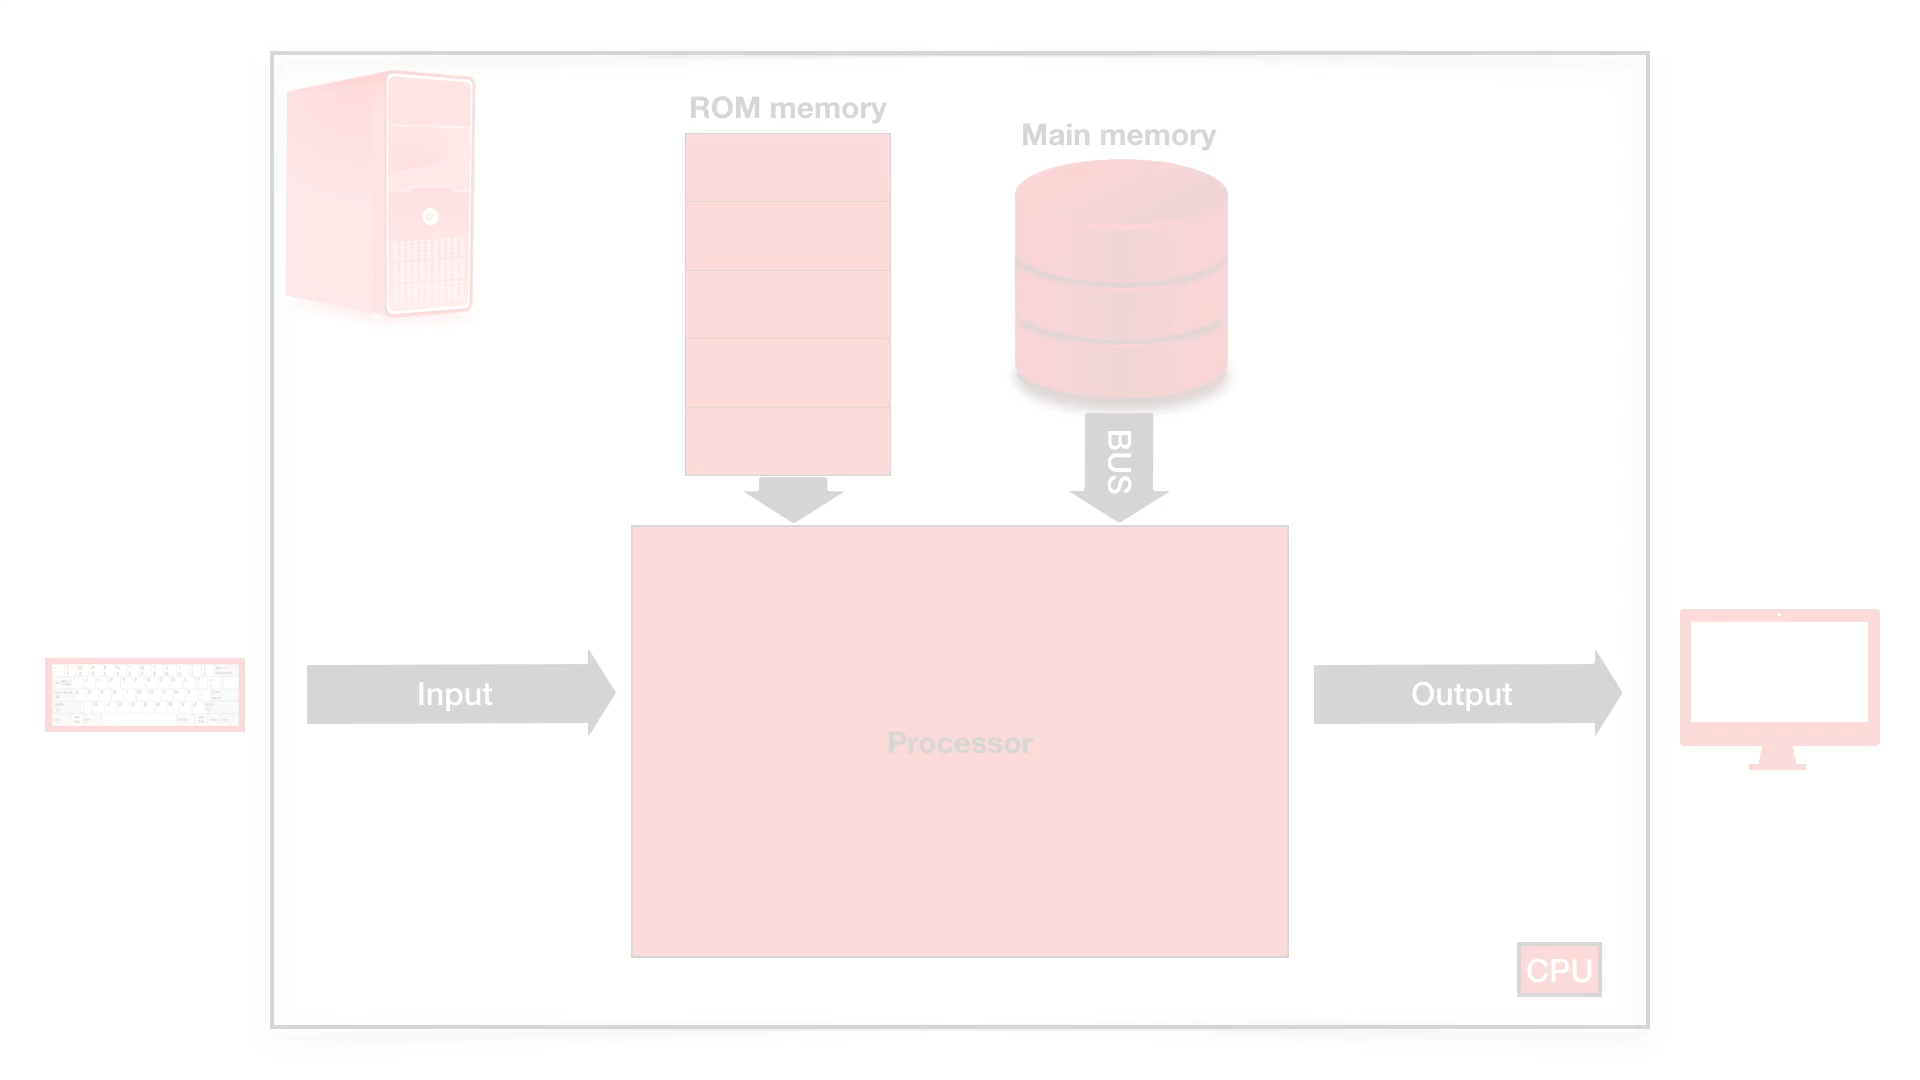 ROM memory
Main memory
BUS
Input
Output
Processor
CPU